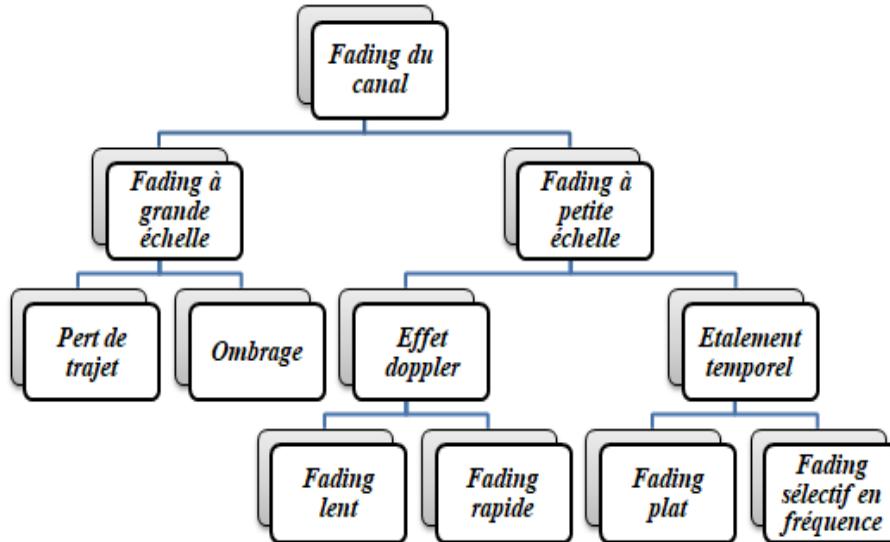 Fading du
canal
Fading à
grande
échelle
Fading à
petite
échelle
Pert de
trajet
Ombrage
Effet
doppler
Etalement
temporel
Fading
lent
Fading
rapide
Fading
plat
Fading
sélectif en
fréquence